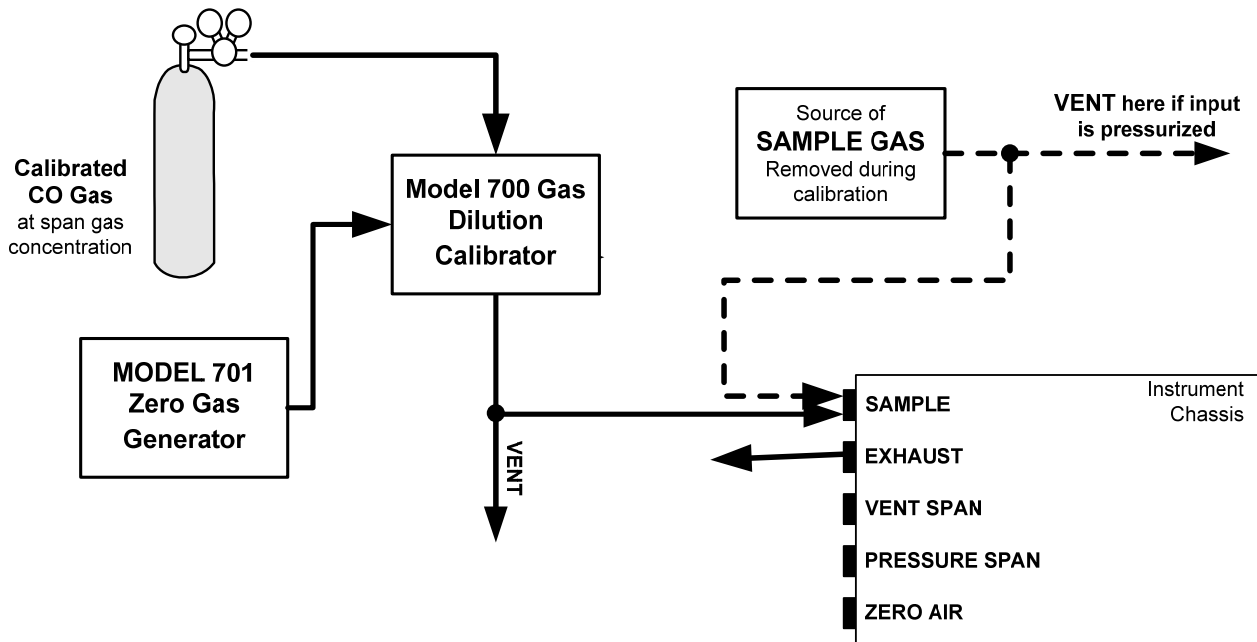 Calibrated
CO Gas
at span gas
concentration
Model 700 Gas
Dilution
Calibrator
MODEL 701
Zero Gas
Generator
VENT
Source of
SAMPLE GAS
Removed during
calibration
VENT here if input
is pressurized
Instrument
Chassis
SAMPLE
EXHAUST
VENT SPAN
PRESSURE SPAN
ZERO AIR